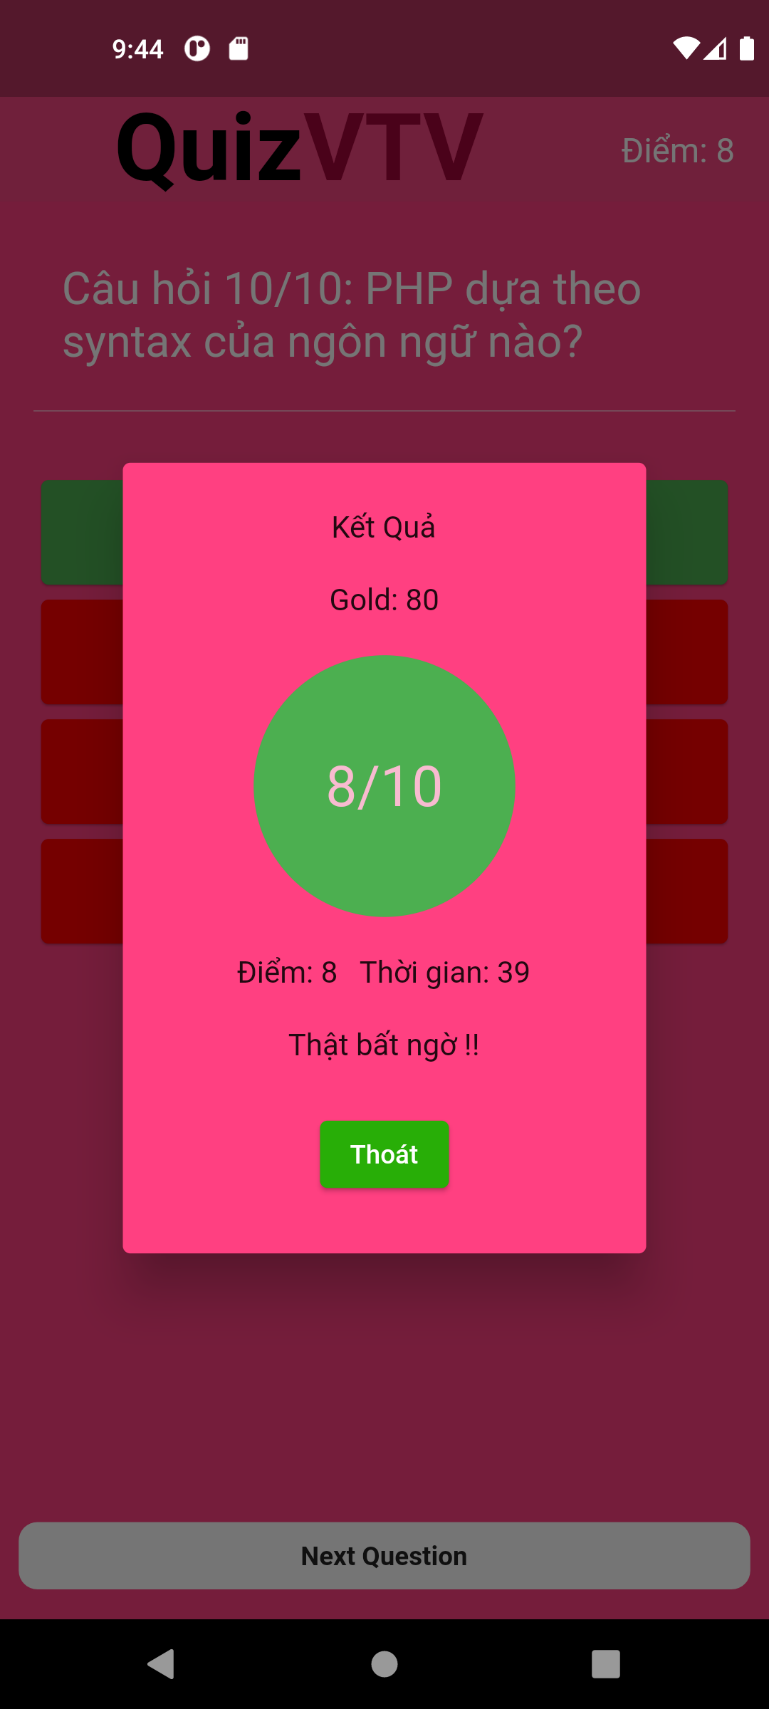 9:44
QuizVTV
Điểm: 8
Câu hỏi 10/10: PHP dựa theo
syntax của ngôn ngữ nào?
Kết Quả
Gold: 80
8/10
Điểm: 8 Thời gian: 39
Thật bất ngờ !!
Thoát
Next Question